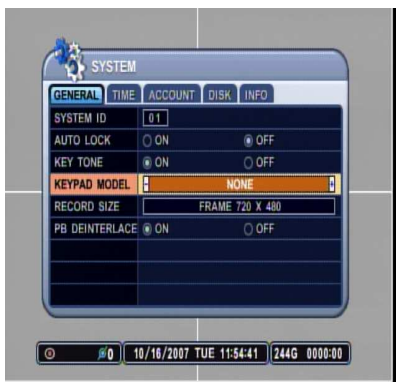 SYSTEM
GENERAL TIME ACCOUNT DISK INFO
SYSTEM ID 01
AUTO LOCK ON OFF
KEY TONE ON OFF
KEYPAD MODEL - NONE +
RECORD SIZE FRAME 720 X 480
PB DEINTERLACE ON OFF
0 10/16/2007 TUE 11:54:41 244G 0000:00